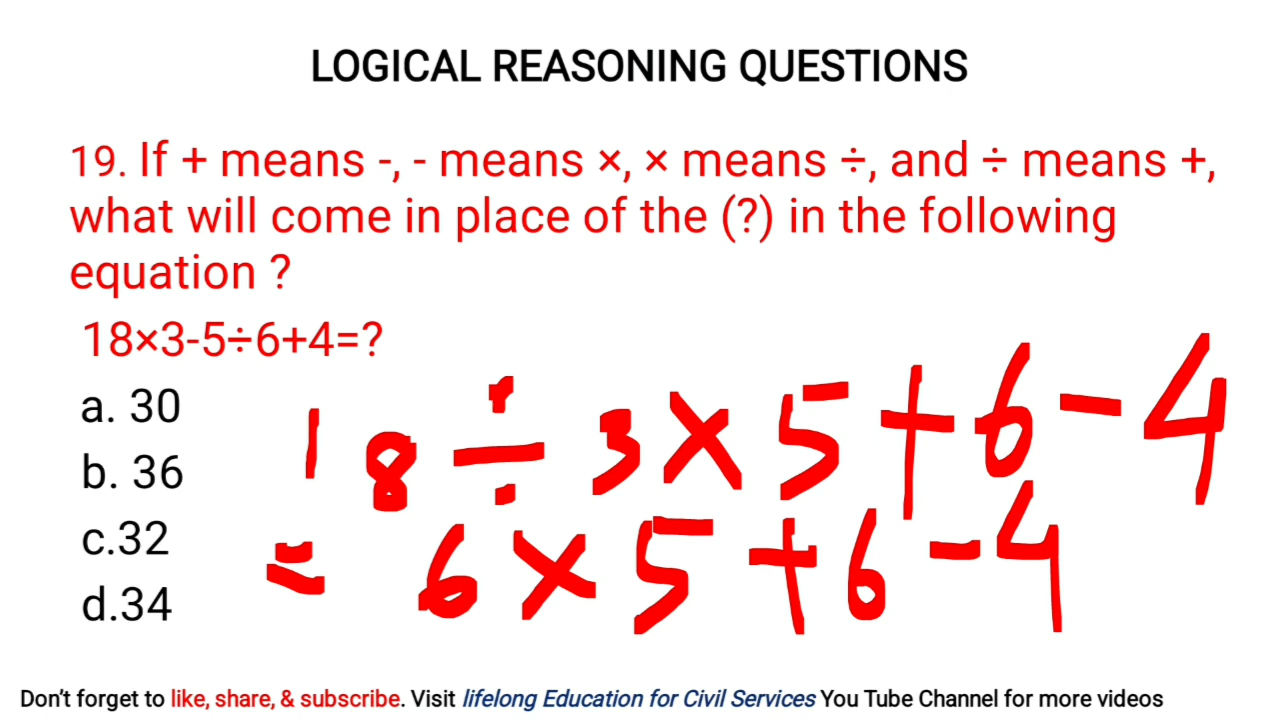 LOGICAL REASONING QUESTIONS
19. If + means -, - means ×, × means ÷, and ÷ means +,
what will come in place of the (?) in the following
equation ?
18×3-5÷6+4=?
a. 30
b. 36
c.32
d.34
18÷3×5+6-4
=6×5+6-4
Don't forget to like, share, & subscribe. Visit lifelong Education for Civil Services You Tube Channel for more videos